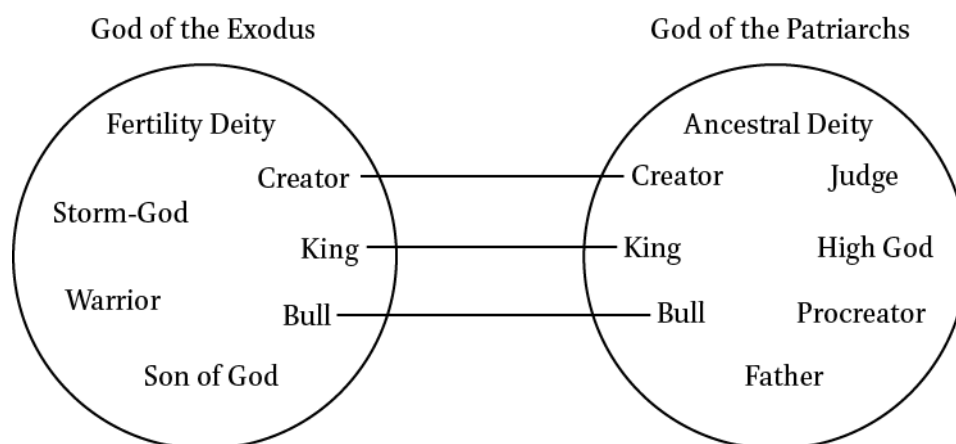 God of the Exodus
God of the Patriarchs
Fertility Deity
Creator
Storm-God
King
Warrior
Bull
Son of God
Ancestral Deity
Creator
Judge
King
High God
Bull
Procreator
Father